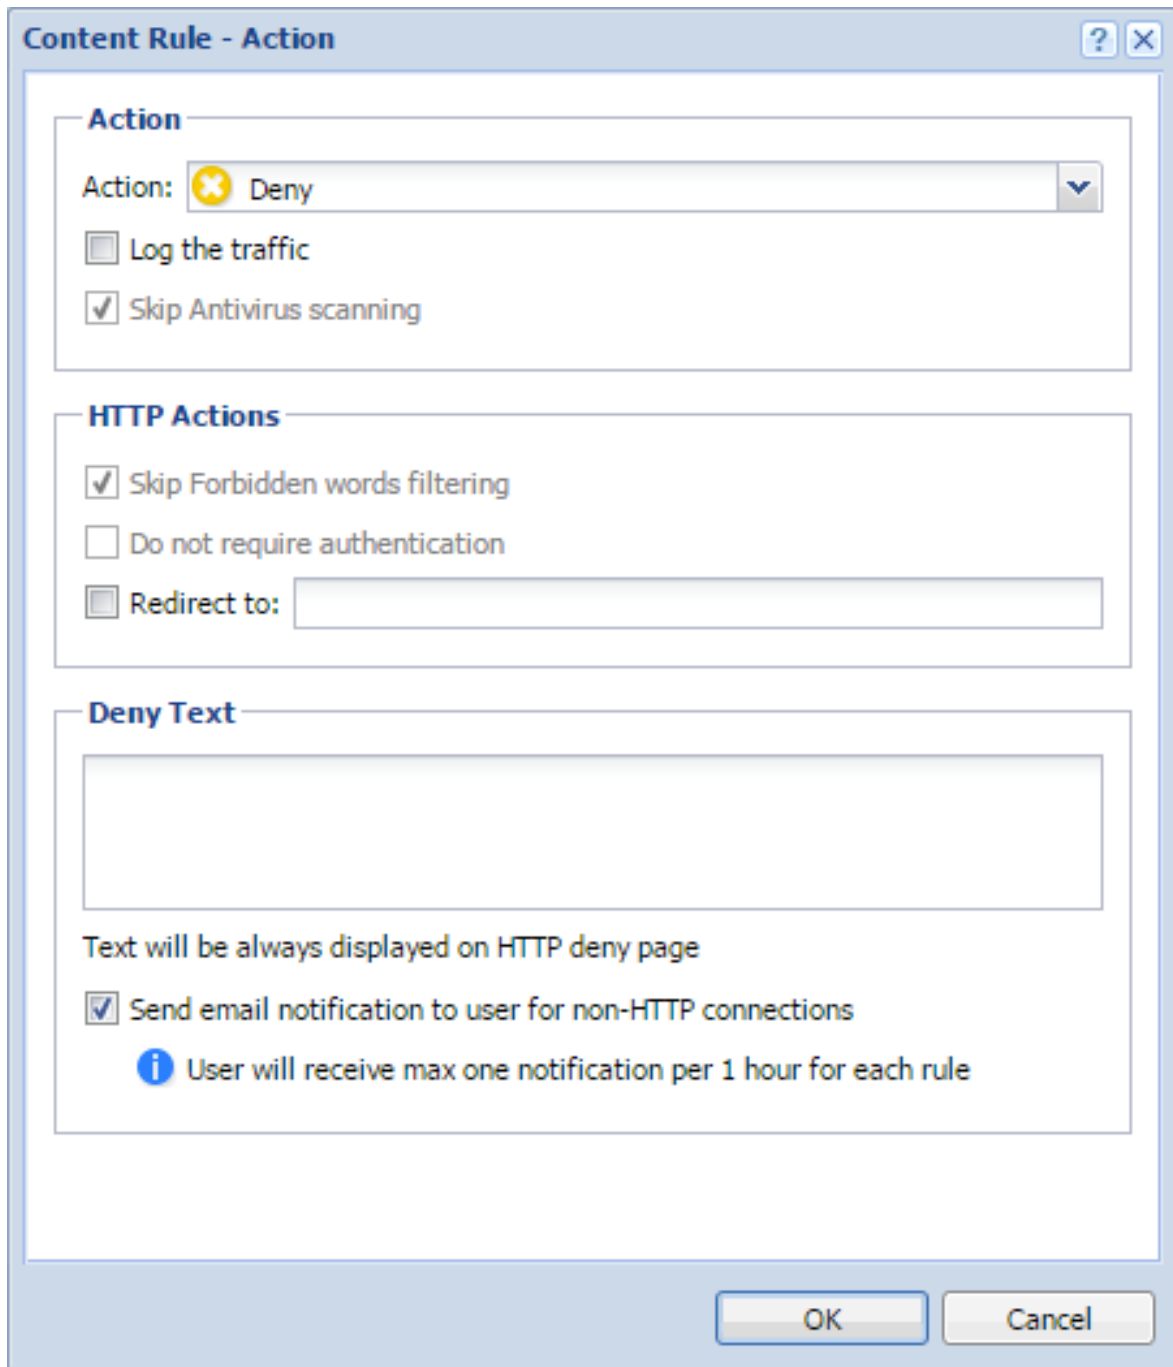 Content Rule - Action
?
Action
Action: Deny
Log the traffic
Skip Antivirus scanning
HTTP Actions
Skip Forbidden words filtering
Do not require authentication
Redirect to:
Deny Text
Text will be always displayed on HTTP deny page
Send email notification to user for non-HTTP connections
i User will receive max one notification per 1 hour for each rule
OK Cancel